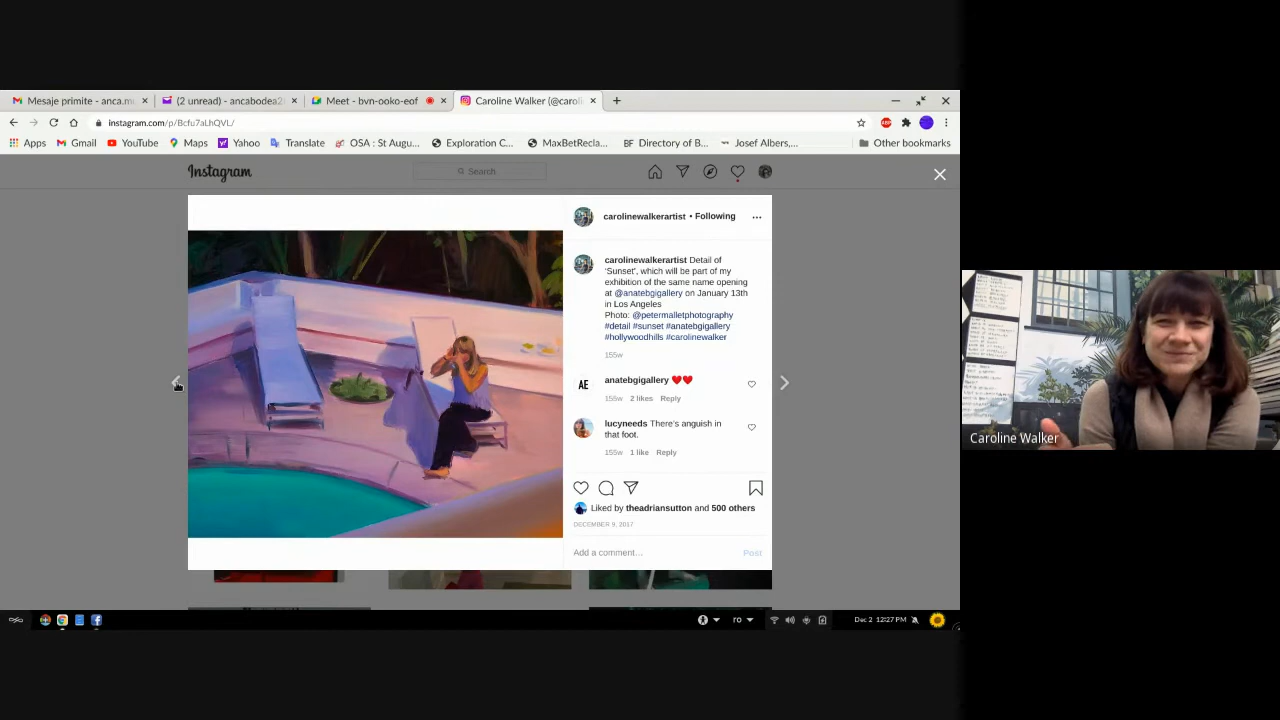 Mesaje primite - anca.m
(2 unread) - ancabodea2
Meet - bvn-ooko-eof
Caroline Walker (@caroli
instagram.com/p/Bcfu7aLhQVL/
Apps
Gmail
YouTube
Maps
Yahoo
Translate
OSA : St Augu...
Exploration C...
MaxBetRecla...
BF Directory of B...
Josef Albers,...
Other bookmarks
Instagram
Search
carolinewalkerartist • Following
carolinewalkerartist Detail of
'Sunset', which will be part of my
exhibition of the same name opening
at @anatebgigallery on January 13th
in Los Angeles
Photo: @petermalletphotography
#detail #sunset #anatebgigallery
#hollywoodhills #carolinewalker
155w
AE
anatebgigallery ❤️❤️
155w 2 likes Reply
lucyneeds There's anguish in
that foot.
155w 1 like Reply
Liked by theadriansutton and 500 others
DECEMBER 9, 2017
Add a comment...
Post
Caroline Walker
ro
Dec 2 12:27 PM